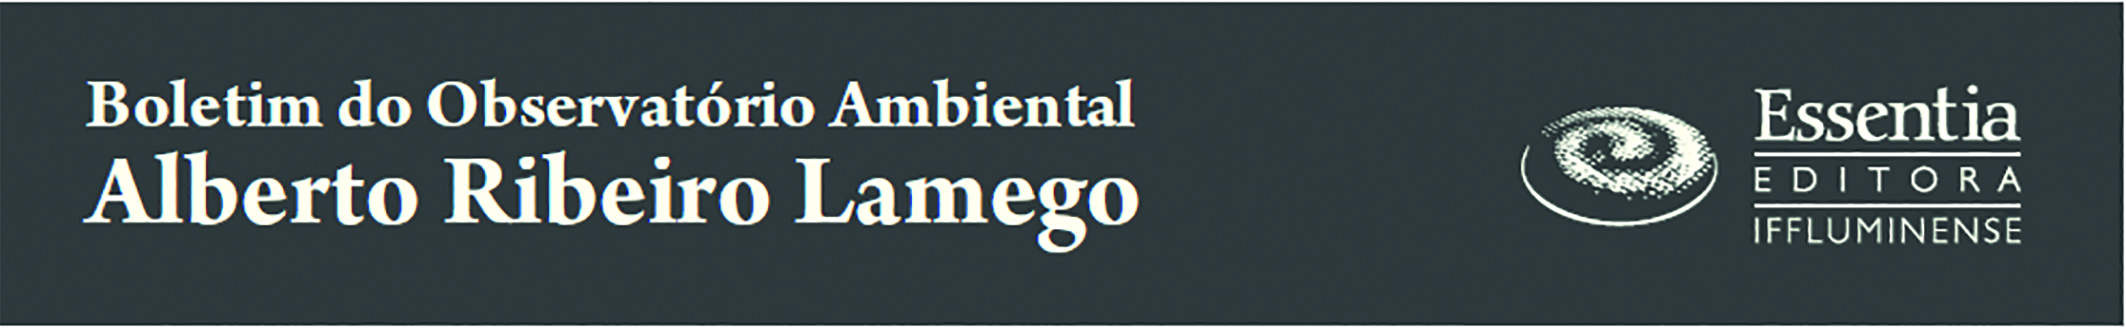 Boletim do Observatório Ambiental
Alberto Ribeiro Lamego
Essentia
EDITORA
IFFLUMINENSE